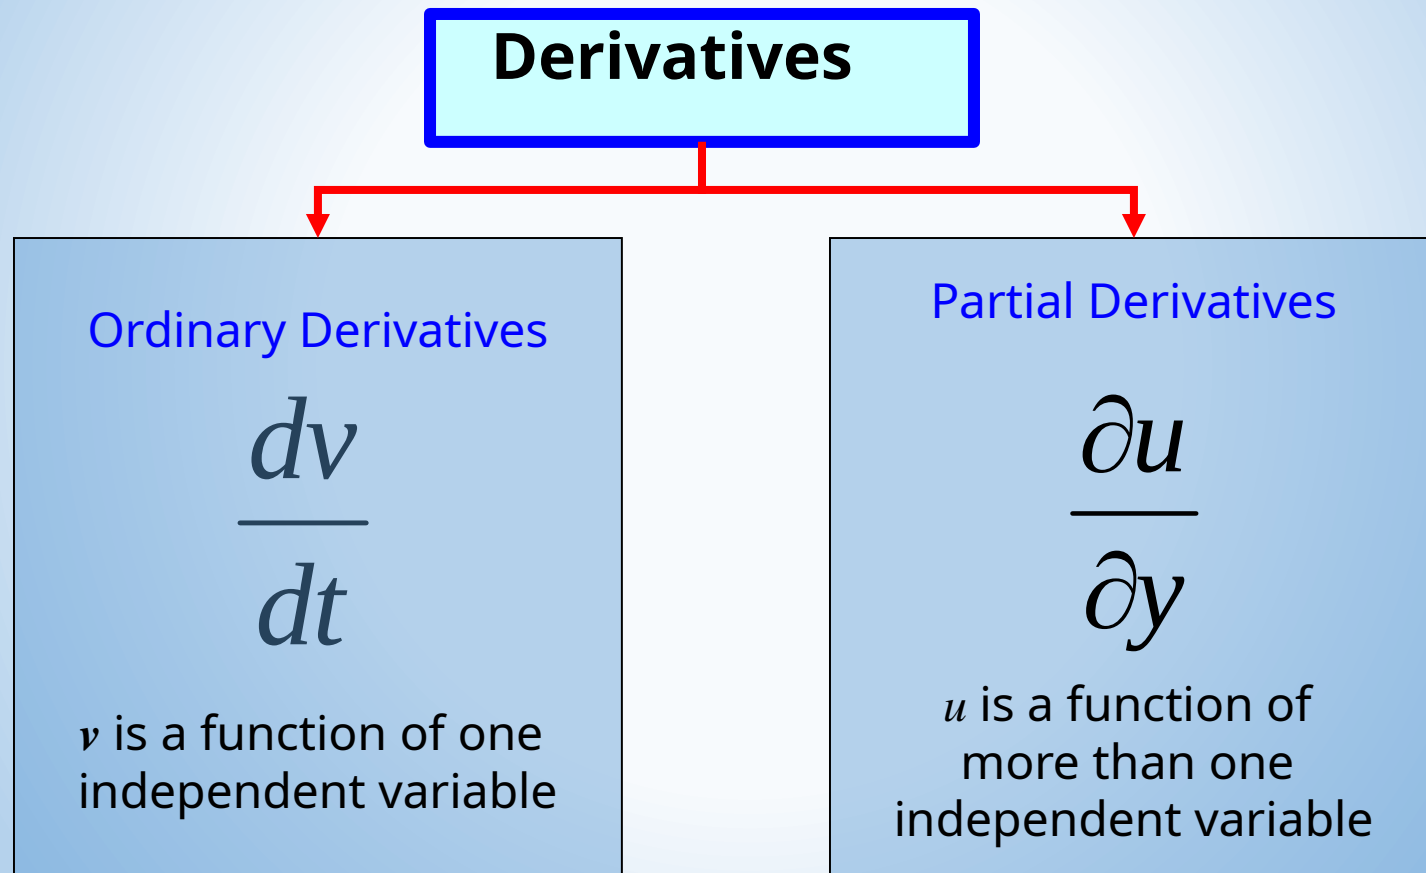 Derivatives
Ordinary Derivatives
dv
dt
v is a function of one
independent variable
Partial Derivatives
∂u
∂y
u is a function of
more than one
independent variable